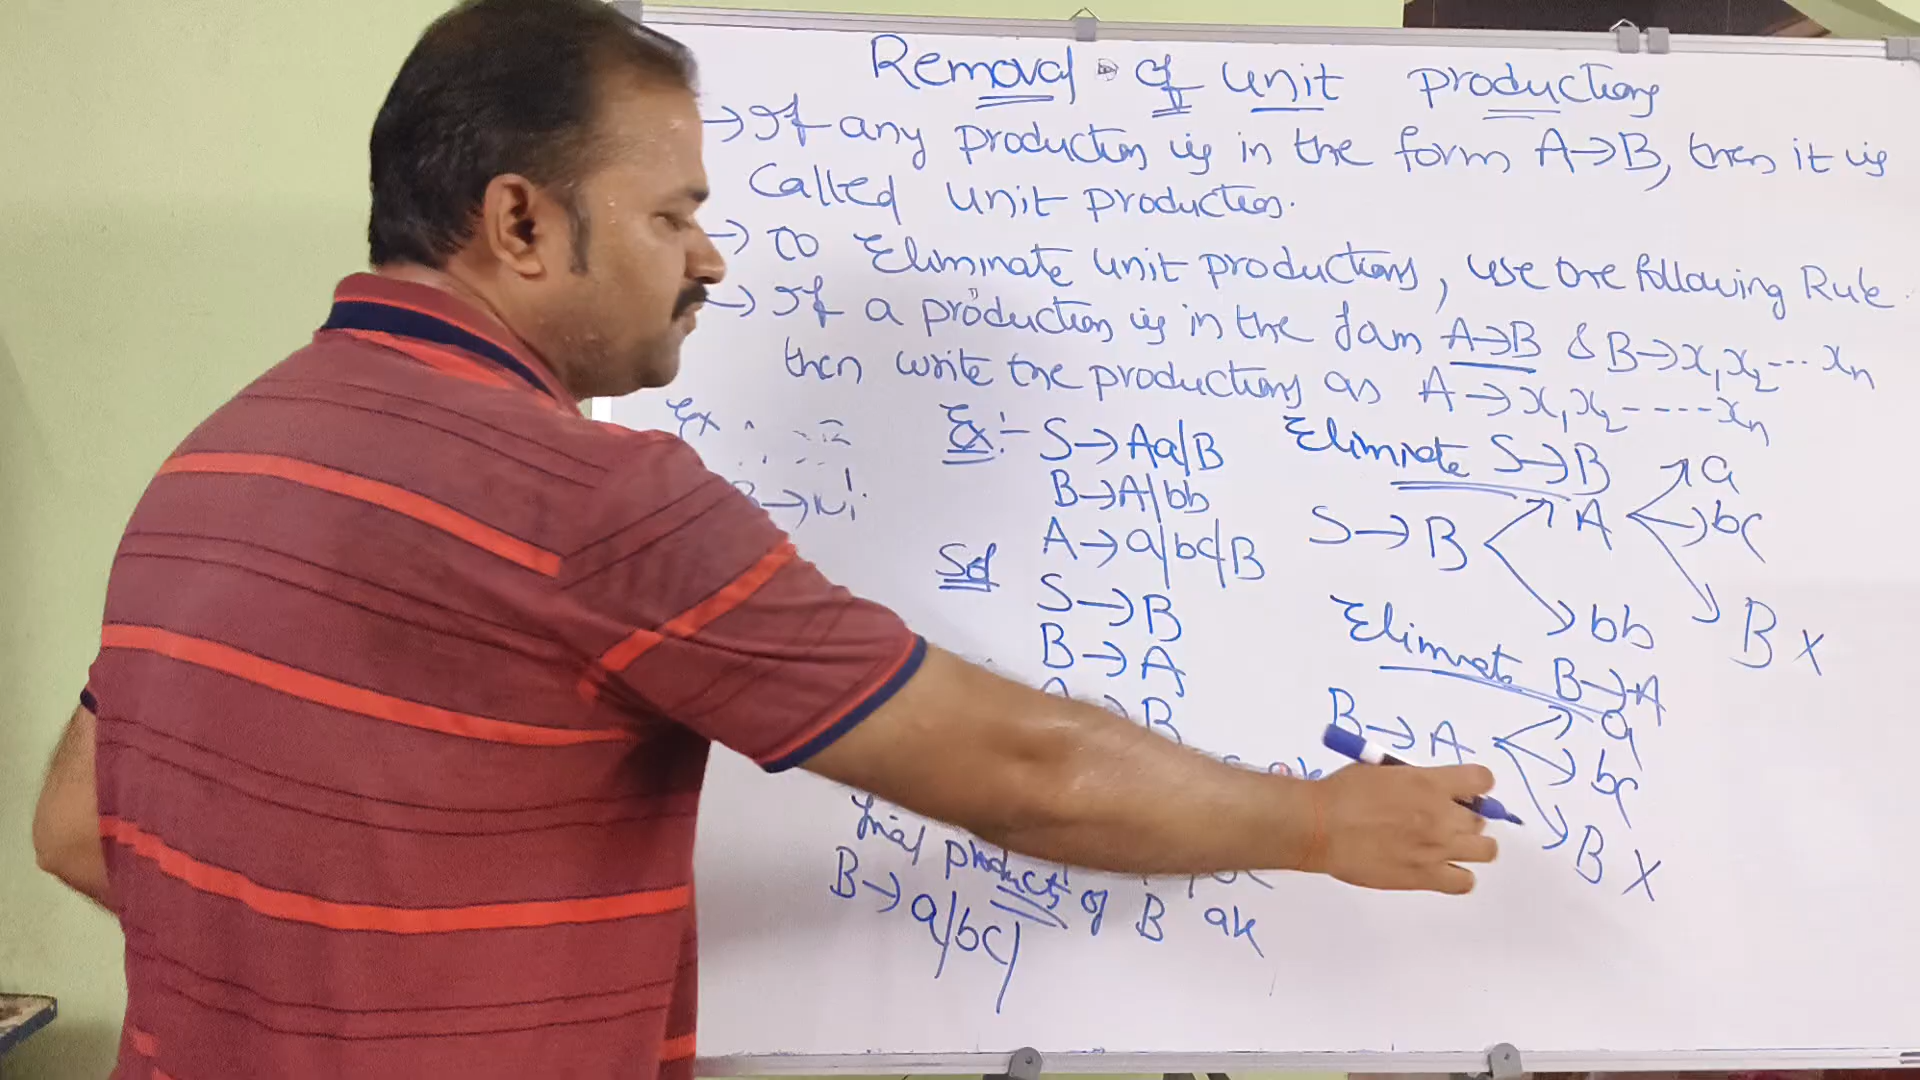 Removal of unit productions
→ If any production is in the form A→B, then it is
called unit production.
→ To Eliminate unit productions, use the following Rule.
→ If a production is in the form A→B & B→x1x2...xn
then write the productions as A→x1x2-----xn
Ex:- S→Aa/B
B→A/bb
A→a/bc/B
Sol
S→B
B→A
→B
Final products of B are
B→a/bc/
Eliminate S→B
S→B
A
a
bc
B x
bb
Eliminate B→A
B→A
a
bc
B x